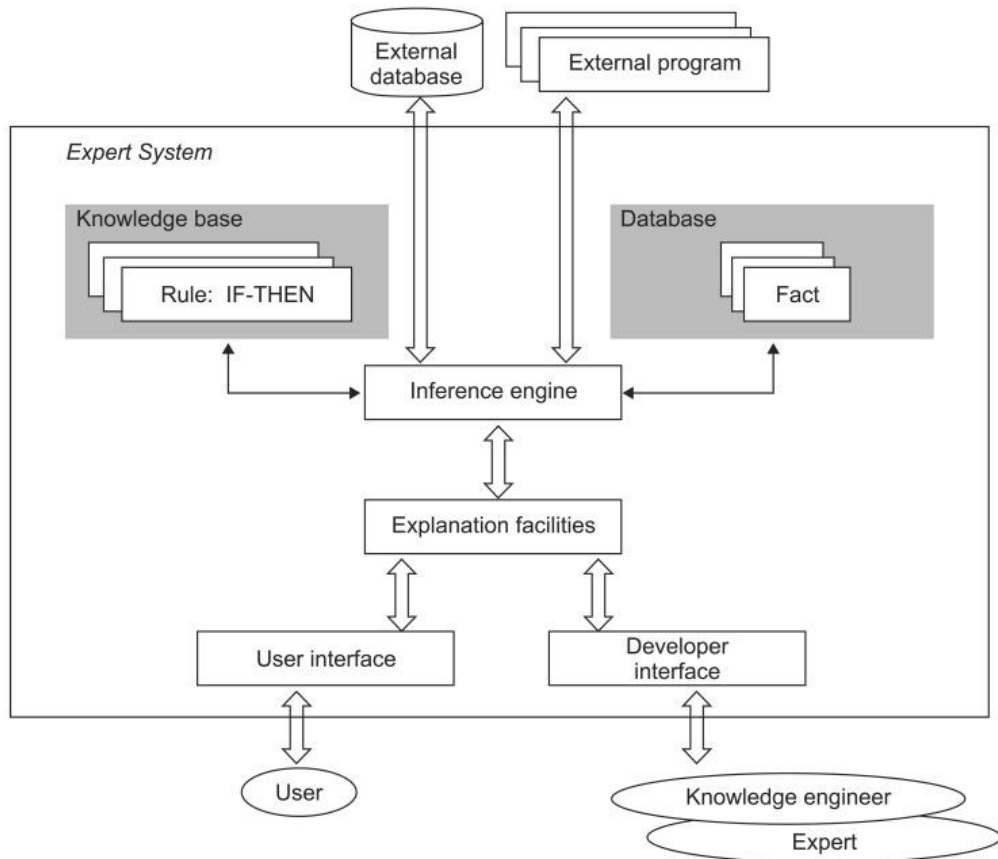 External
database
External program
Expert System
Knowledge base
Rule: IF-THEN
Database
Fact
Inference engine
Explanation facilities
User interface
Developer
interface
User
Knowledge engineer
Expert